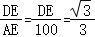 DE/AE = DE/100 = √3/3